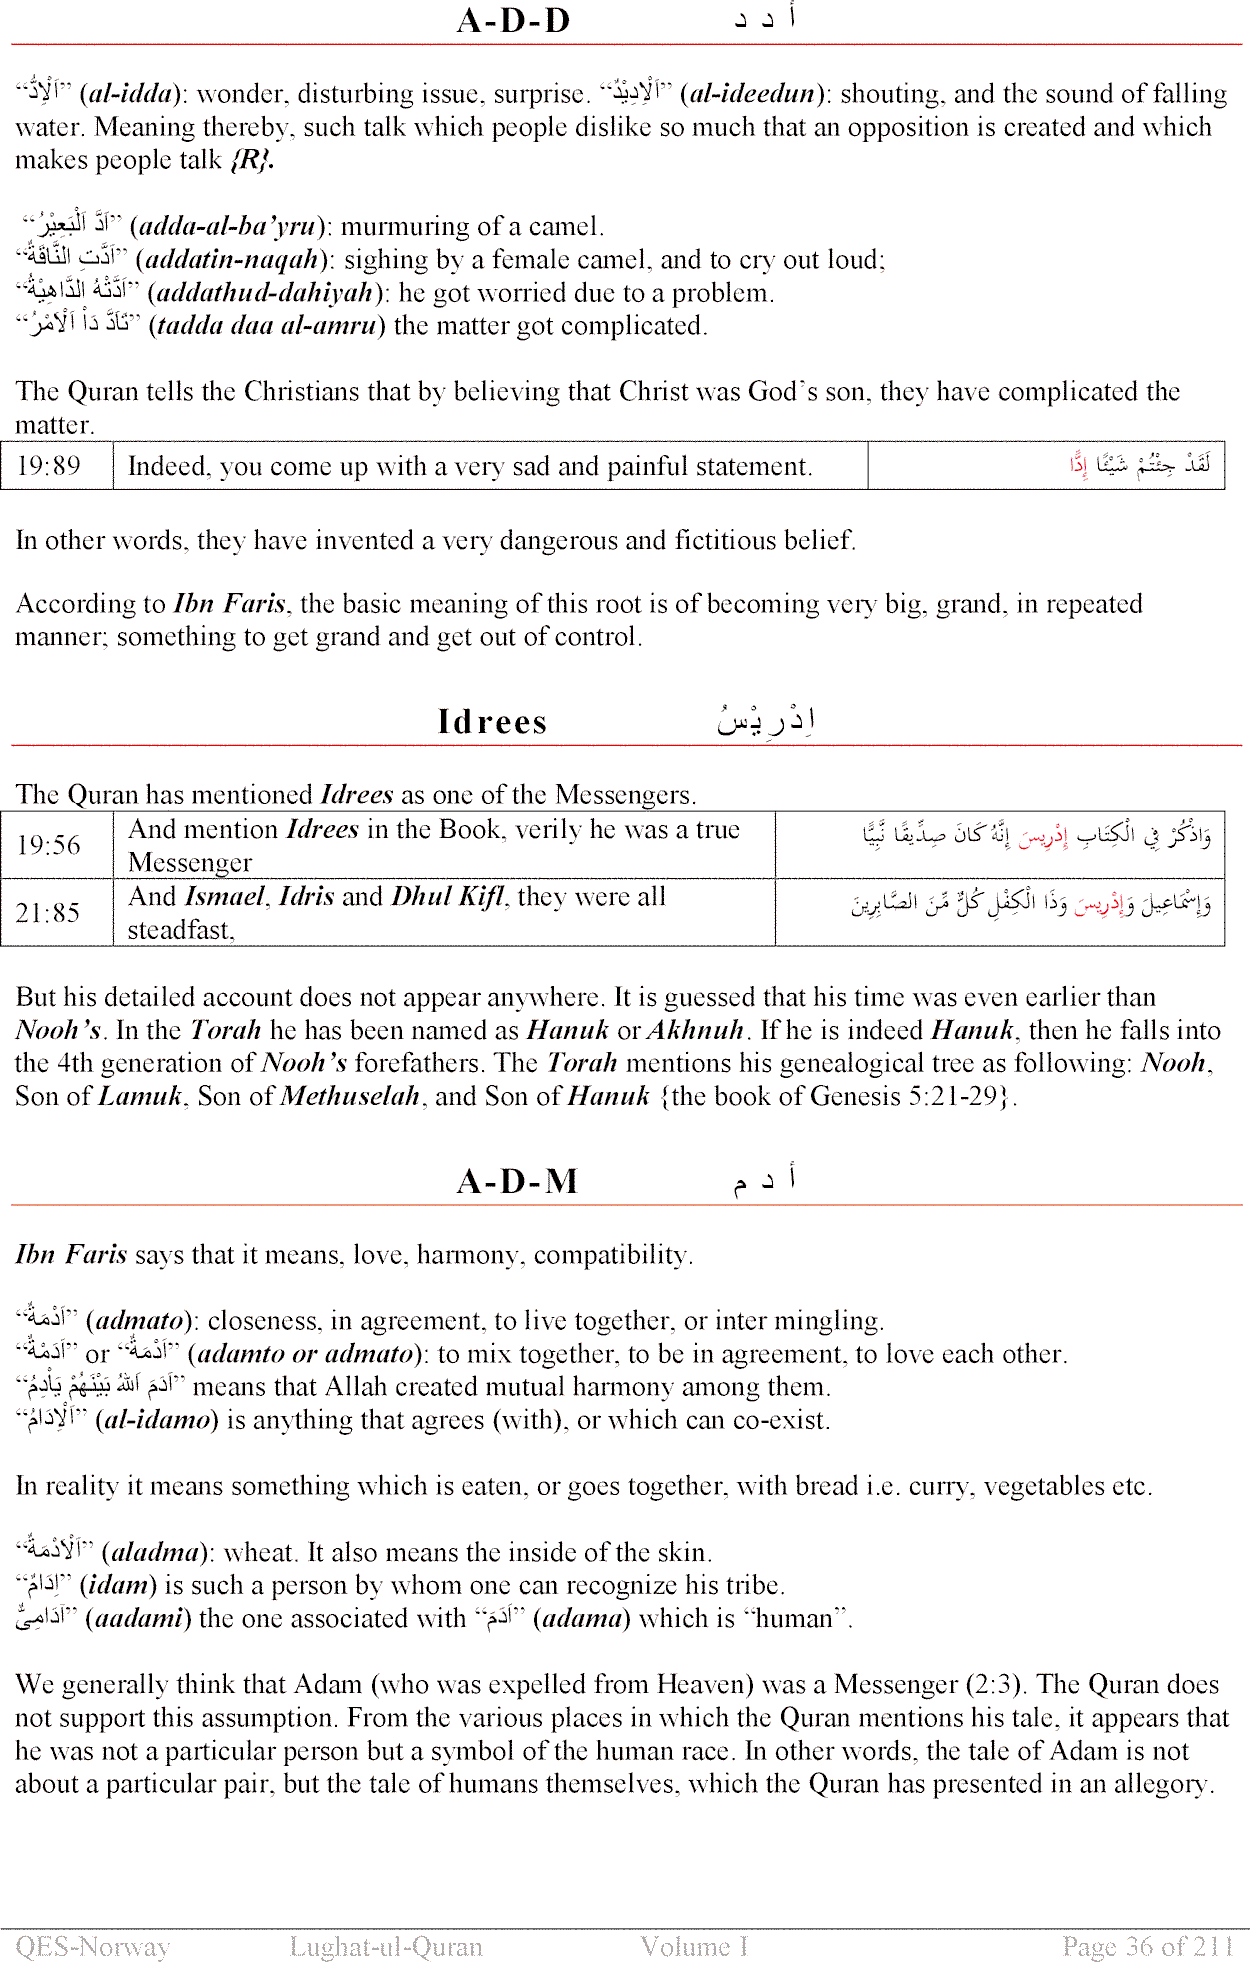 A-D-D أ د د
“اَلْاِدُّ” (al-idda): wonder, disturbing issue, surprise. “اَلْاِدِيْدُ” (al-ideedun): shouting, and the sound of falling
water. Meaning thereby, such talk which people dislike so much that an opposition is created and which
makes people talk {R}.
“اَدَّ الْبَعِيْرُ” (adda-al-ba’yru): murmuring of a camel.
“اَدَّتِ النَّاقَةُ” (addatin-naqah): sighing by a female camel, and to cry out loud;
“اَدَّتْهُ الدَّاهِيْةُ” (addathud-dahiyah): he got worried due to a problem.
“تَاَدَّ دَاْ اَلْاَمْرُ” (tadda daa al-amru) the matter got complicated.
The Quran tells the Christians that by believing that Christ was God’s son, they have complicated the
matter.
19:89 Indeed, you come up with a very sad and painful statement. لَقَدْ جِئْتُمْ شَيْئًا إِدًّا
In other words, they have invented a very dangerous and fictitious belief.
According to Ibn Faris, the basic meaning of this root is of becoming very big, grand, in repeated
manner; something to get grand and get out of control.
Idrees اِدْرِيْسُ
The Quran has mentioned Idrees as one of the Messengers.
19:56 And mention Idrees in the Book, verily he was a true وَاذْكُرْ فِي الْكِتَابِ إِدْرِيسَ إِنَّهُ كَانَ صِدِّيقًا نَّبِيًّا
Messenger
21:85 And Ismael, Idris and Dhul Kifl, they were all وَإِسْمَاعِيلَ وَإِدْرِيسَ وَذَا الْكِفْلِ كُلٌّ مِّنَ الصَّابِرِينَ
steadfast,
But his detailed account does not appear anywhere. It is guessed that his time was even earlier than
Nooh’s. In the Torah he has been named as Hanuk or Akhnuh. If he is indeed Hanuk, then he falls into
the 4th generation of Nooh’s forefathers. The Torah mentions his genealogical tree as following: Nooh,
Son of Lamuk, Son of Methuselah, and Son of Hanuk {the book of Genesis 5:21-29}.
A-D-M أ د م
Ibn Faris says that it means, love, harmony, compatibility.
“اَدْمَةٌ” (admato): closeness, in agreement, to live together, or inter mingling.
“اَدَمْةٌ” or “اَدْمَةٌ” (adamto or admato): to mix together, to be in agreement, to love each other.
“اَدَمَ اَللهُ بَيْنَهُمْ يَأْدِمُ” means that Allah created mutual harmony among them.
“اَلْاِدَامُ” (al-idamo) is anything that agrees (with), or which can co-exist.
In reality it means something which is eaten, or goes together, with bread i.e. curry, vegetables etc.
“اَلْاَدْمَةٌ” (aladma): wheat. It also means the inside of the skin.
“اِدَامٌ” (idam) is such a person by whom one can recognize his tribe.
“آدَامِىٌّ” (aadami) the one associated with “اَدَمَ” (adama) which is “human”.
We generally think that Adam (who was expelled from Heaven) was a Messenger (2:3). The Quran does
not support this assumption. From the various places in which the Quran mentions his tale, it appears that
he was not a particular person but a symbol of the human race. In other words, the tale of Adam is not
about a particular pair, but the tale of humans themselves, which the Quran has presented in an allegory.
QES-Norway Lughat-ul-Quran Volume I Page 36 of 211